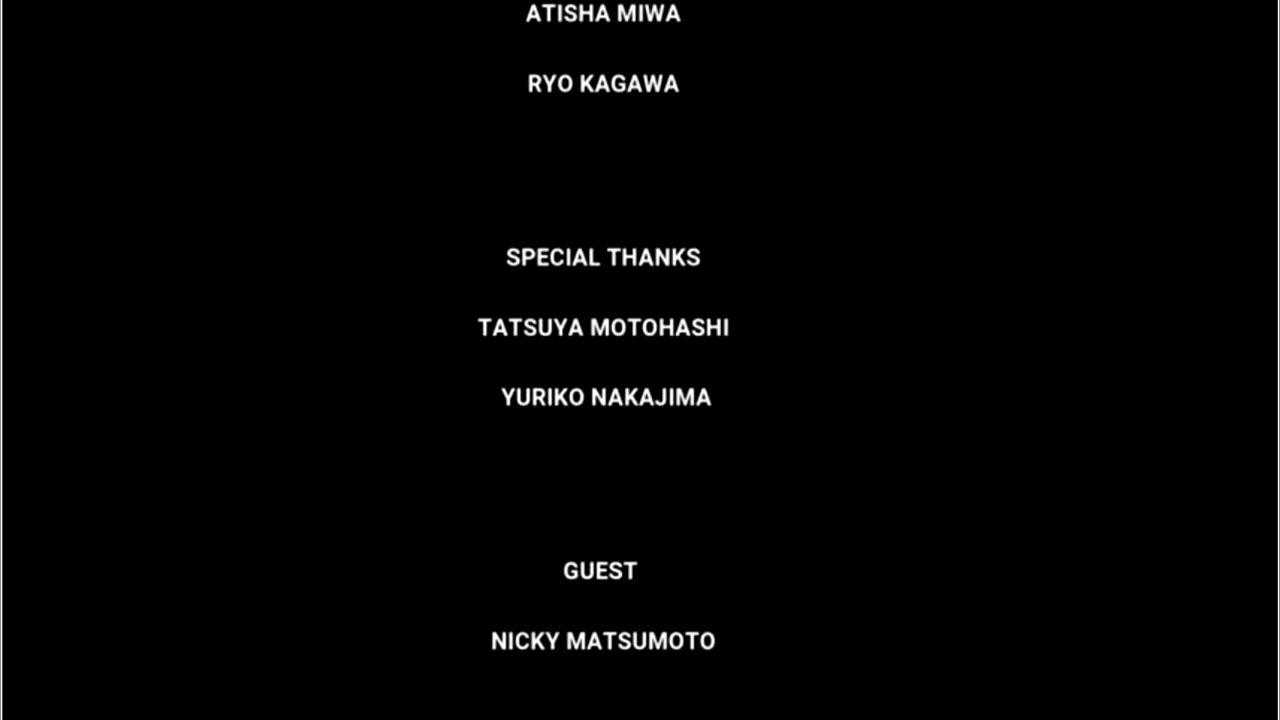 ATISHA MIWA
RYO KAGAWA
SPECIAL THANKS
TATSUYA MOTOHASHI
YURIKO NAKAJIMA
GUEST
NICKY MATSUMOTO